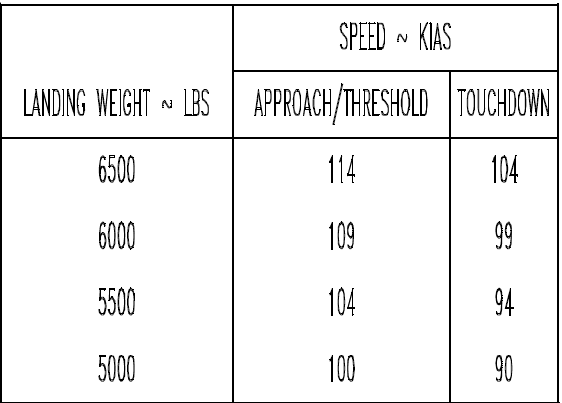 SPEED ~ KIAS
LANDING WEIGHT ~ LBS APPROACH/THRESHOLD TOUCHDOWN
6500 114 104
6000 109 99
5500 104 94
5000 100 90